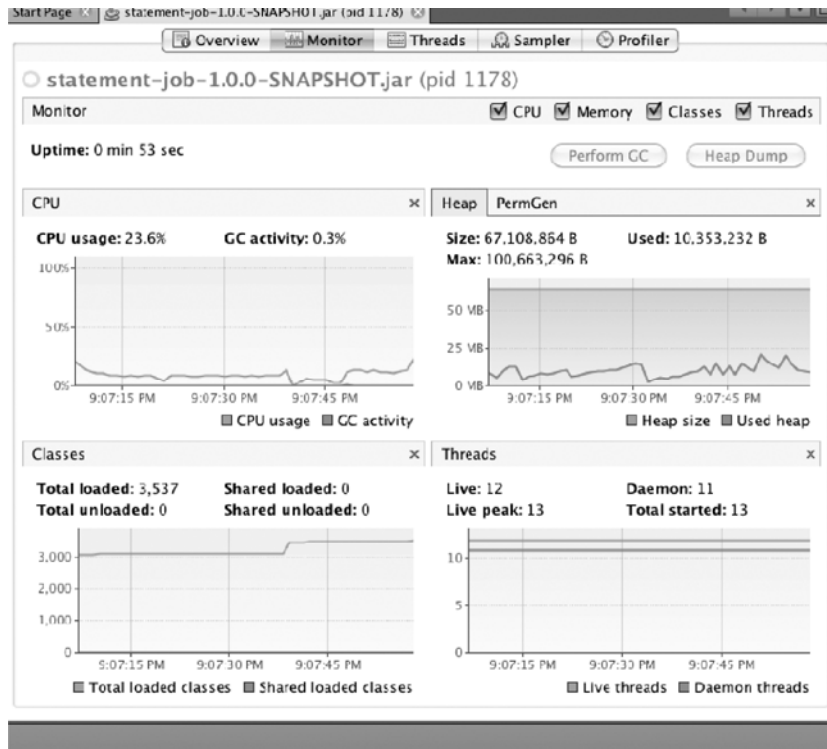 Start Page statement-job-1.0.0-SNAPSHOT.jar (pid 1178)
Overview Monitor Threads Sampler Profiler
statement-job-1.0.0-SNAPSHOT.jar (pid 1178)
Monitor CPU Memory Classes Threads
Uptime: 0 min 53 sec Perform GC Heap Dump
CPU × Heap PermGen ×
CPU usage: 23.6% GC activity: 0.3%
Size: 67,108,864 B Used: 10,353,232 B
Max: 100,663,296 B
100%
50%
0%
9:07:15 PM 9:07:30 PM 9:07:45 PM
CPU usage GC activity
50 MB
25 MB
0 MB
9:07:15 PM 9:07:30 PM 9:07:45 PM
Heap size Used heap
Classes × Threads x
Total loaded: 3,537 Shared loaded: 0
Total unloaded: 0 Shared unloaded: 0
3,000
2,000
1,000
0
9:07:15 PM 9:07:30 PM 9:07:45 PM
Total loaded classes Shared loaded classes
Live: 12 Daemon: 11
Live peak: 13 Total started: 13
10
5
0
9:07:15 PM 9:07:30 PM 9:07:45 PM
Live threads Daemon threads